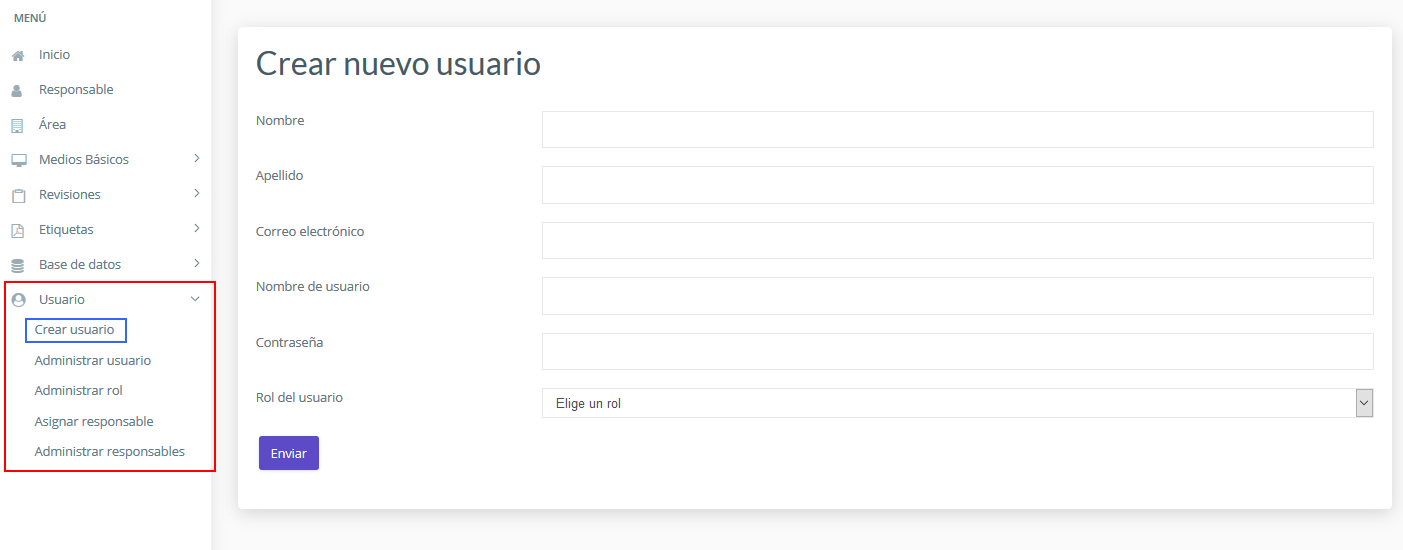 MENÚ
Inicio
Responsable
Área
Medios Básicos
Revisiones
Etiquetas
Base de datos
Usuario
Crear usuario
Administrar usuario
Administrar rol
Asignar responsable
Administrar responsables
Crear nuevo usuario
Nombre
Apellido
Correo electrónico
Nombre de usuario
Contraseña
Rol del usuario
Elige un rol
Enviar